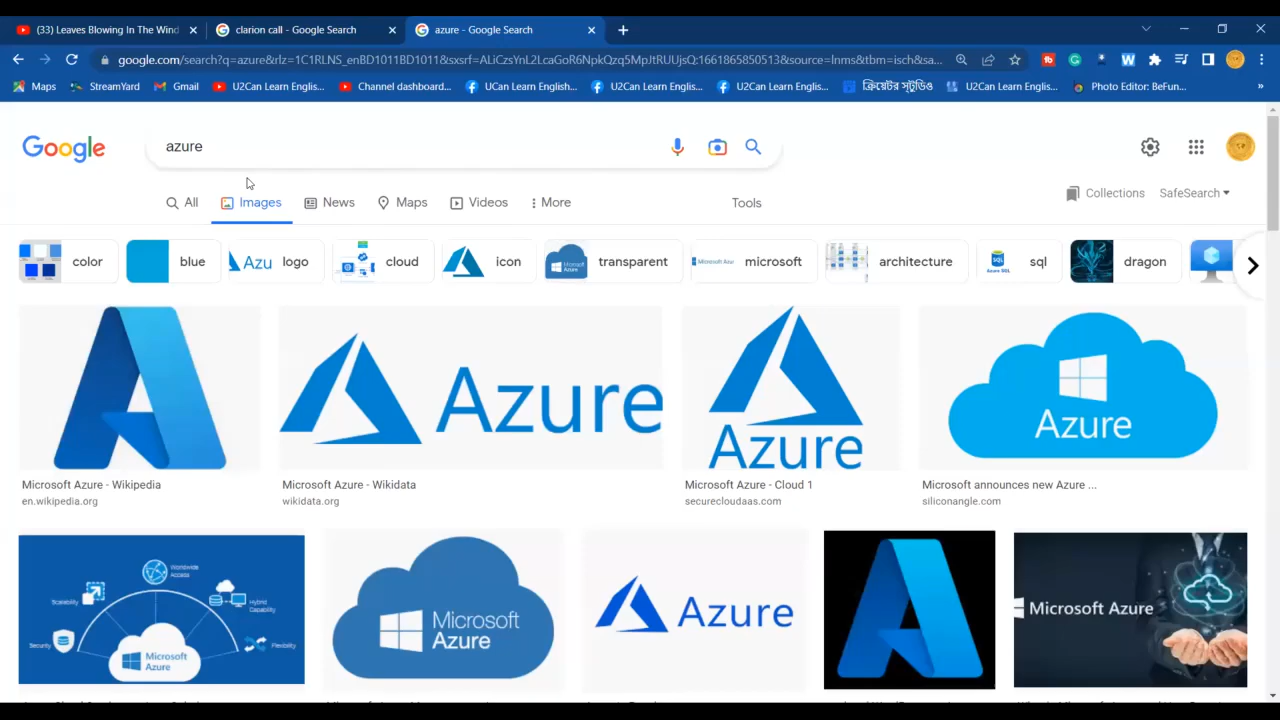 (33) Leaves Blowing In The Wind
clarion call - Google Search
azure - Google Search
google.com/search?q=azure&rlz=1C1RLNS_enBD1011BD1011&sxsrf=ALiCzsYnL2LcaGoR6NpkQzq5MpJtRUUjsQ:1661865850513&source=lnms&tbm=isch&sa...
Maps
StreamYard
Gmail
U2Can Learn English...
Channel dashboard...
UCan Learn English...
U2Can Learn Englis...
U2Can Learn Englis...
ক্রিয়েটর স্টুডিও
U2Can Learn Englis...
Photo Editor: BeFun...
»
Google
azure
All
Images
News
Maps
Videos
More
Tools
Collections
SafeSearch
color
blue
Azu
logo
cloud
icon
Microsoft Azure
transparent
Microsoft Azur
microsoft
architecture
SQL
Azure SQL
sql
dragon
Azure
Azure
Azure
Microsoft Azure - Wikipedia
en.wikipedia.org
Microsoft Azure - Wikidata
wikidata.org
Microsoft Azure - Cloud 1
securecloudaas.com
Microsoft announces new Azure ...
siliconangle.com
Worldwide
Access
Scalability
Hybrid
Capability
Security
Flexibility
Microsoft
Azure
Microsoft
Azure
Azure
Microsoft Azure